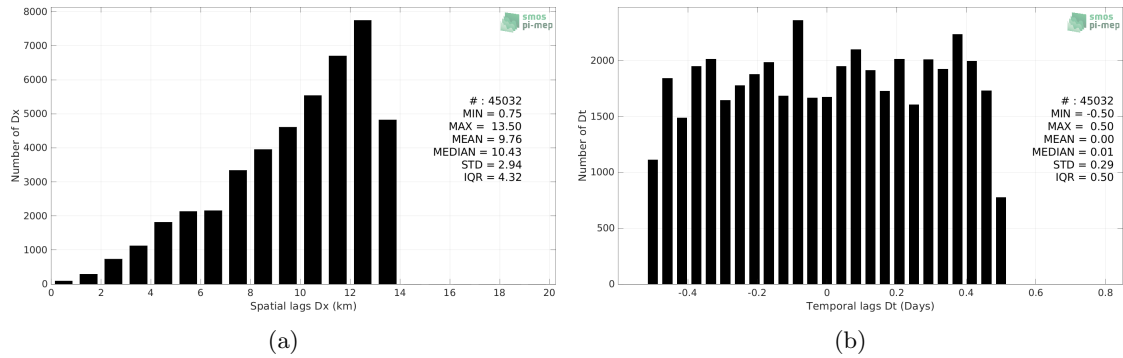 smos
pi-mep
8000
7000
6000
5000
4000
3000
2000
1000
0
Number of Dx
# : 45032
MIN = 0.75
MAX = 13.50
MEAN = 9.76
MEDIAN = 10.43
STD = 2.94
IQR = 4.32
0 2 4 6 8 10 12 14 16 18 20
Spatial lags Dx (km)
(a)
smos
pi-mep
2000
1500
1000
500
0
Number of Dt
# : 45032
MIN = -0.50
MAX = 0.50
MEAN = 0.00
MEDIAN = 0.01
STD = 0.29
IQR = 0.50
-0.4 -0.2 0 0.2 0.4 0.6 0.8
Temporal lags Dt (Days)
(b)